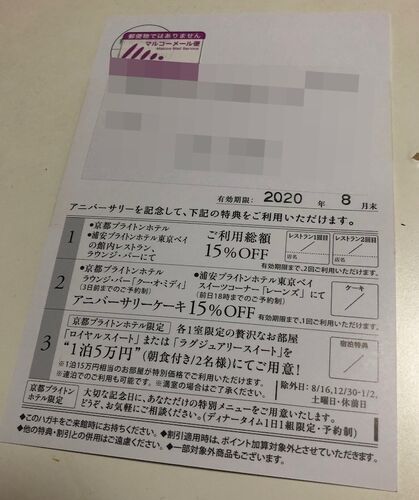 郵便物ではありません
マルコーメール便
Maruco Mail Service
有効期限: 2020 年 8 月末
アニバーサリーを記念して、下記の特典をご利用いただけます。
1
●京都ブライトンホテル
●浦安ブライトンホテル東京ベイ
の館内レストラン、
ラウンジ・バーにて
ご利用総額
15%OFF
レストラン1回目
店名
レストラン2回目
店名
有効期限まで、2回ご利用いただけます。
2
●京都ブライトンホテル
ラウンジ・バー「ク・オ・ミディ」
(3日前までのご予約制)
●浦安ブライトンホテル東京ベイ
スイーツコーナー「レーンズ」にて
(前日18時までのご予約制)
アニバーサリーケーキ15%OFF
ケーキ
有効期限まで、1回ご利用いただけます。
3
京都ブライトンホテル限定 各1室限定の贅沢なお部屋
「ロイヤルスイート」または「ラグジュアリースイート」を
“1泊5万円”(朝食付き/2名様)にてご用意!
宿泊特典
※1泊15万円相当のお部屋が特別価格でご利用いただけます。
※連泊でのご利用も可能です。※満室の場合はご了承ください。
除外日:8/16,12/30-1/2,
土曜日・休前日
京都ブライトン
ホテル限定
大切な記念日に、あなただけの特別メニューをご用意いたします。
どうぞ、お気軽にご相談ください。(ディナータイム1日1組限定・予約制)
◆このハガキをご来館時にお持ちください。◆割引適用時は、ポイント加算対象外とさせていただきます。
◆他の特典・割引との併用はご遠慮ください。◆一部対象外商品もございます。